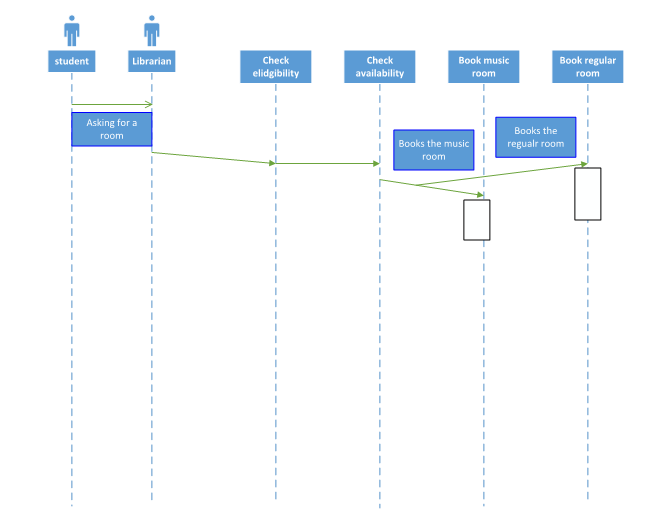 student
Librarian
Check
elidgibility
Check
availability
Book music
room
Book regular
room
Asking for a
room
Books the music
room
Books the
regualr room